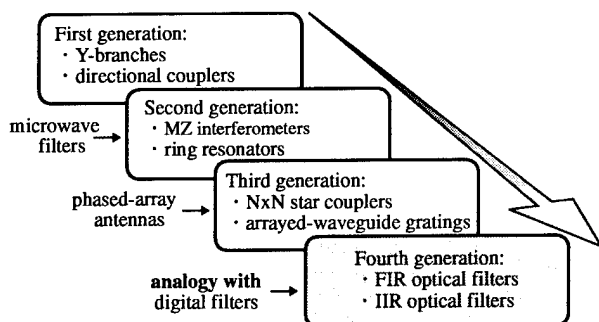 First generation:
· Y-branches
· directional couplers
microwave
filters
Second generation:
· MZ interferometers
· ring resonators
phased-array
antennas
Third generation:
· NxN star couplers
· arrayed-waveguide gratings
analogy with
digital filters
Fourth generation:
· FIR optical filters
· IIR optical filters